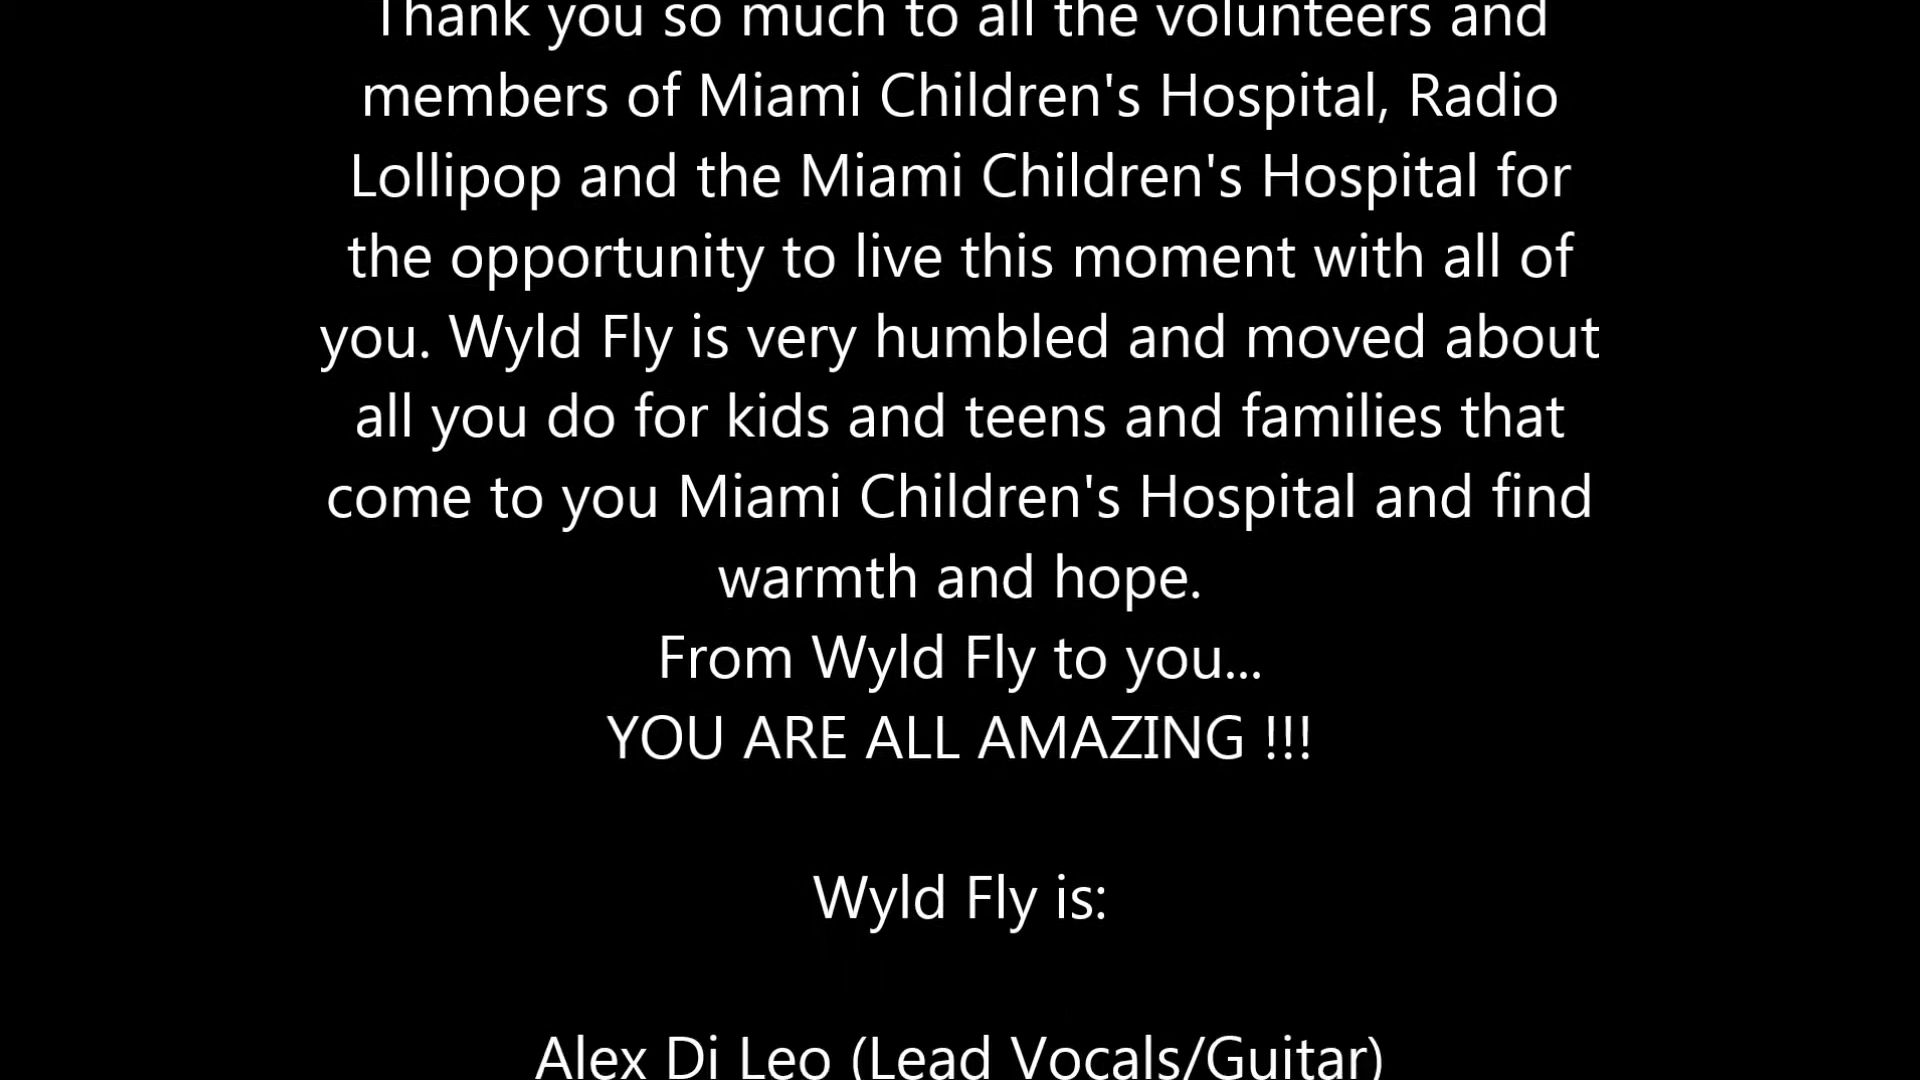 Thank you so much to all the volunteers and
members of Miami Children's Hospital, Radio
Lollipop and the Miami Children's Hospital for
the opportunity to live this moment with all of
you. Wyld Fly is very humbled and moved about
all you do for kids and teens and families that
come to you Miami Children's Hospital and find
warmth and hope.
From Wyld Fly to you...
YOU ARE ALL AMAZING !!!
Wyld Fly is:
Alex Di Leo (Lead Vocals/Guitar)